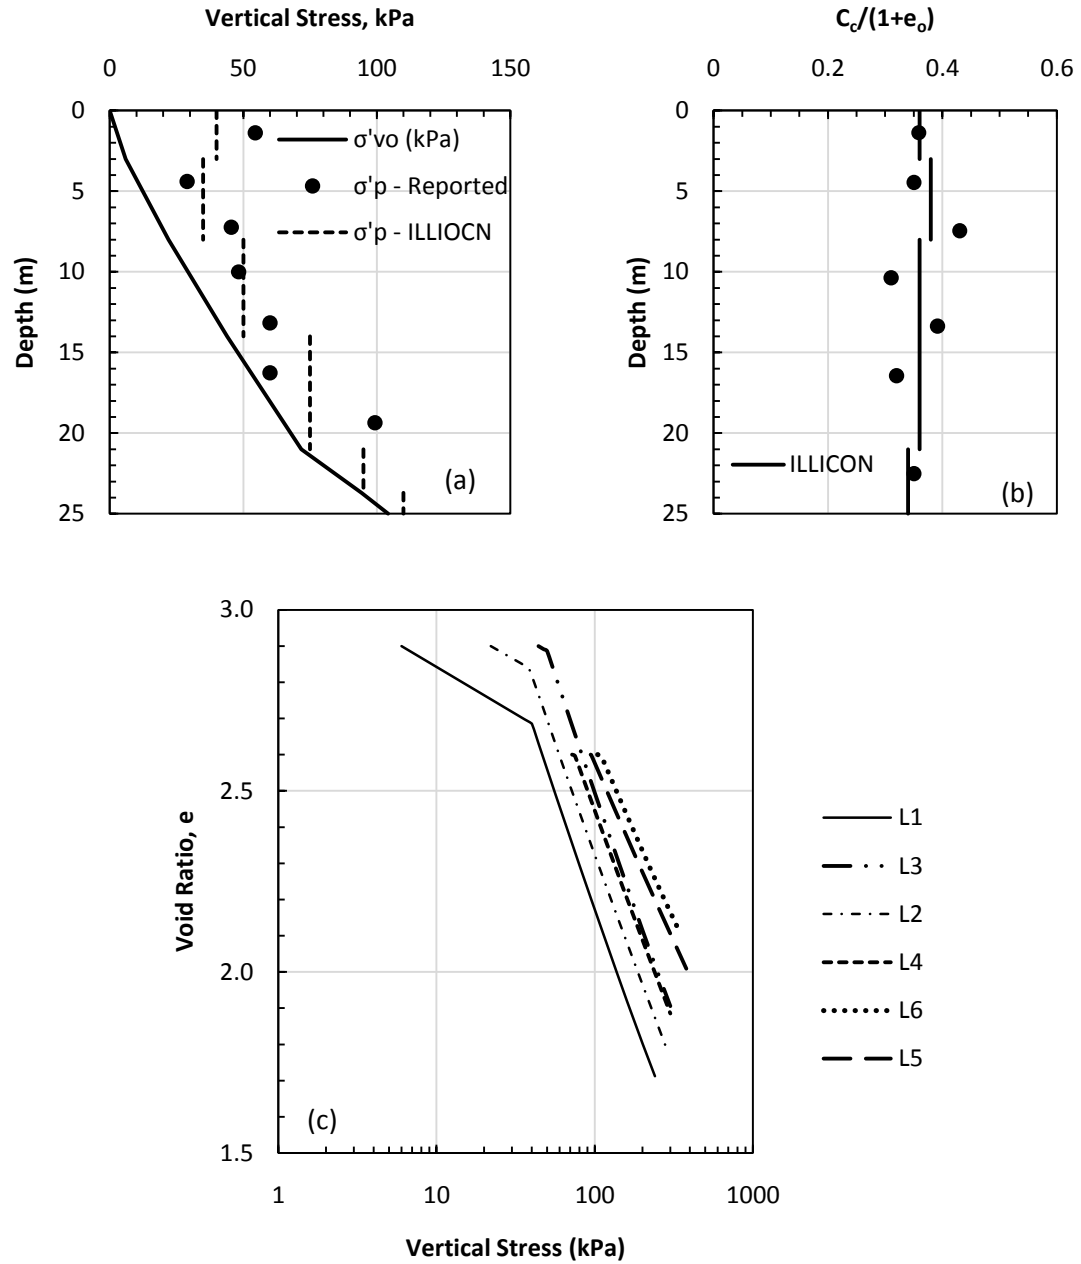 Vertical Stress, kPa
0 50 100 150
0
5
10
15
20
25
Depth (m)
σ'vo (kPa)
σ'p - Reported
σ'p - ILLIOCN
(a)
Cc/(1+eo)
0 0.2 0.4 0.6
0
5
10
15
20
25
Depth (m)
ILLICON
(b)
3.0
2.5
2.0
1.5
Void Ratio, e
(c)
1 10 100 1000
Vertical Stress (kPa)
L1
L3
L2
L4
L6
L5